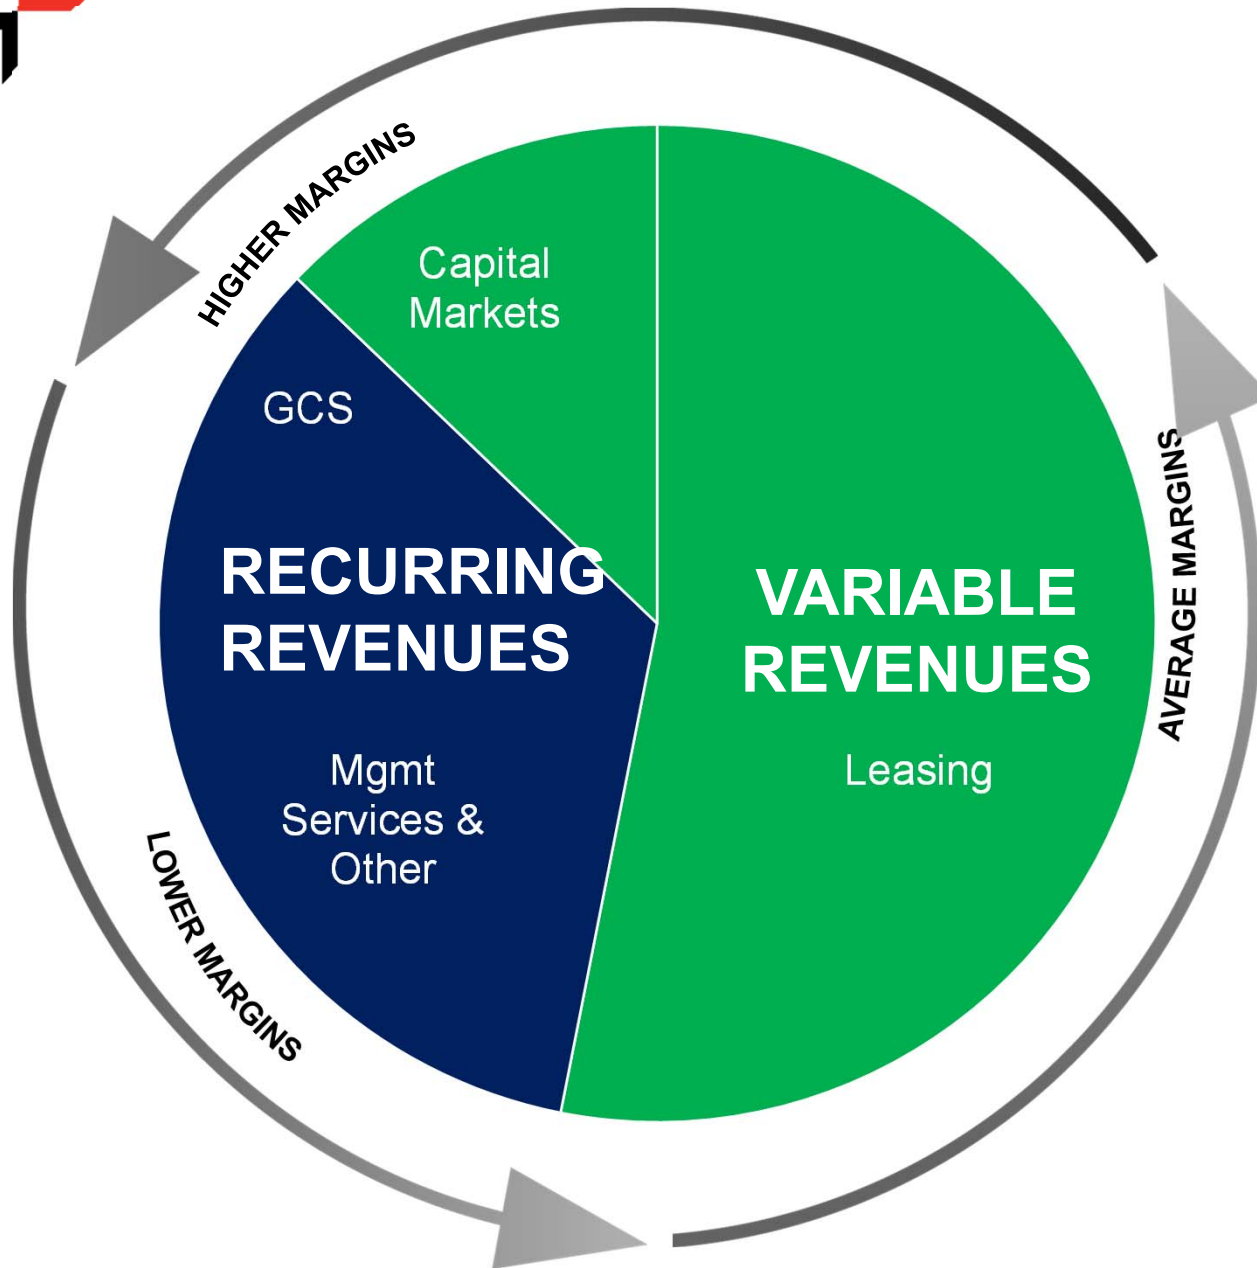 HIGHER MARGINS
Capital
Markets
GCS
RECURRING
REVENUES
VARIABLE
REVENUES
AVERAGE MARGINS
Mgmt
Services &
Other
Leasing
LOWER MARGINS